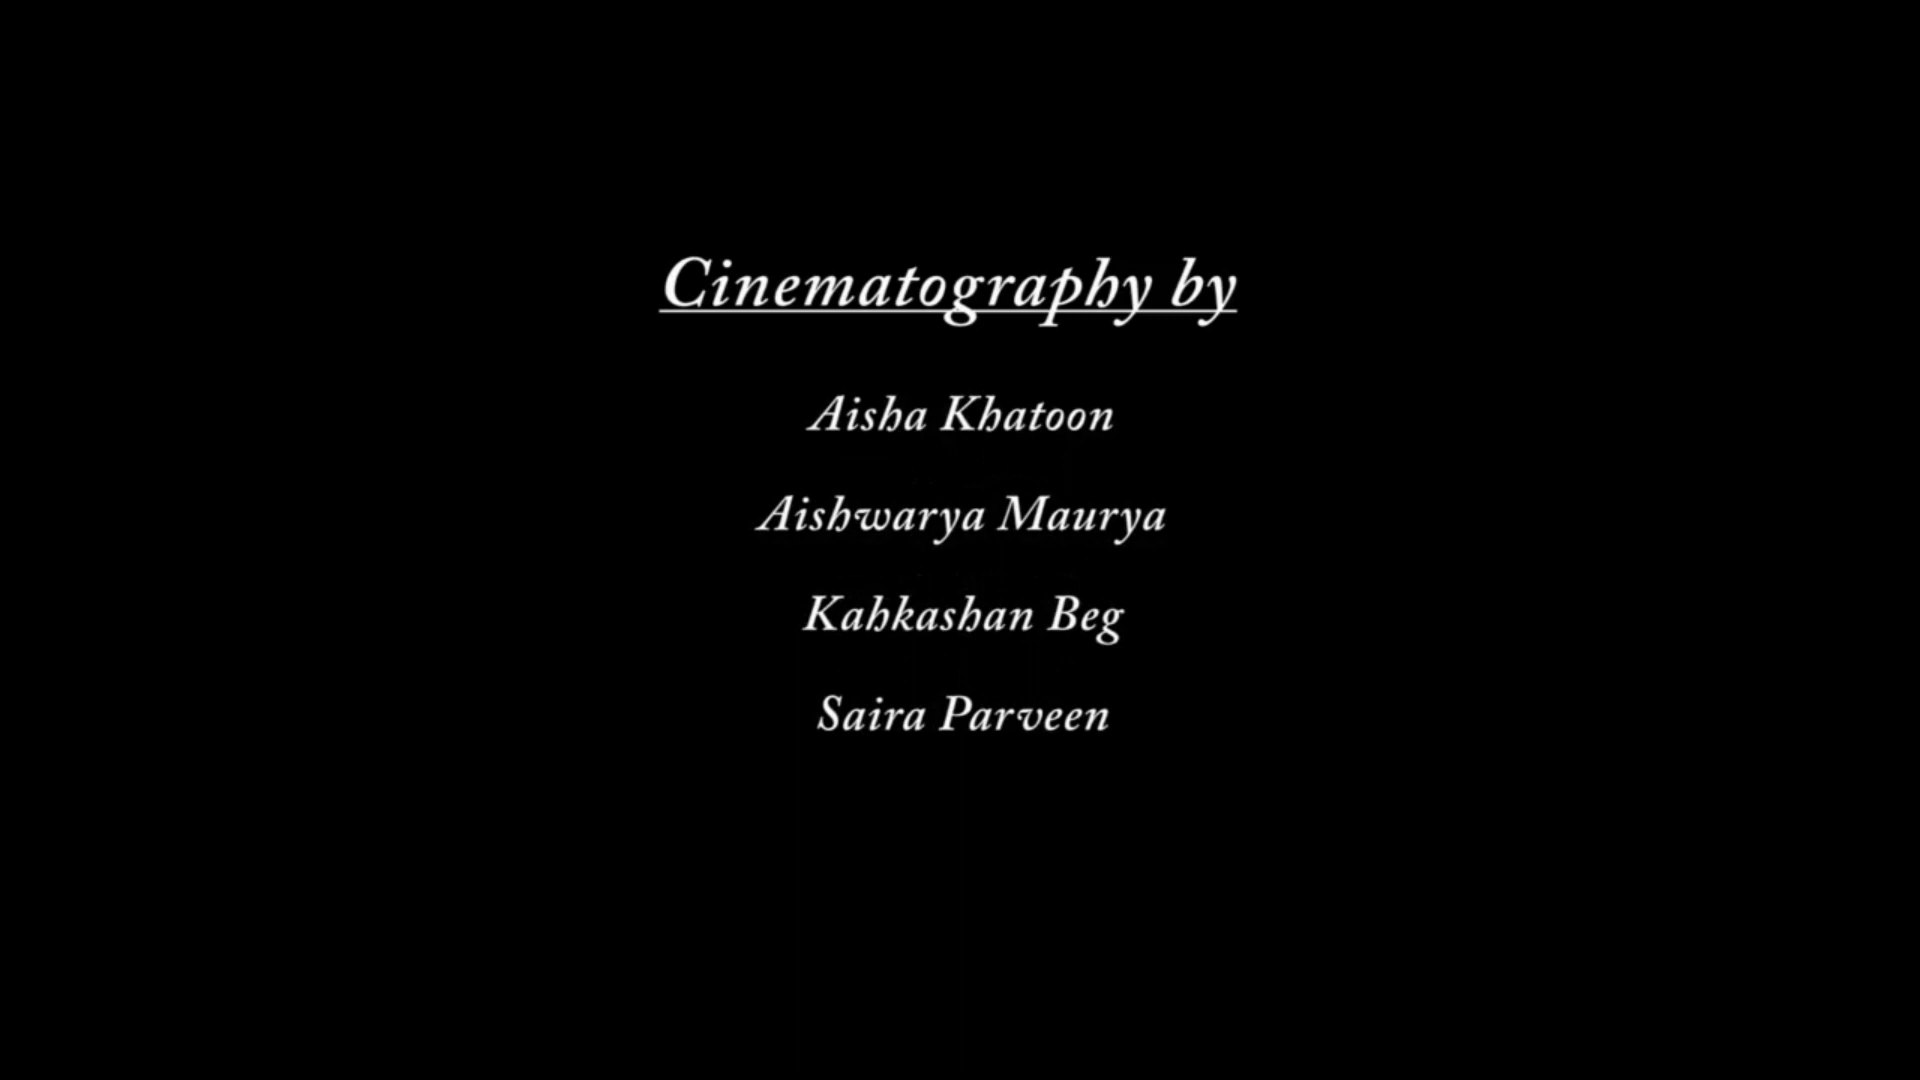 Cinematography by
Aisha Khatoon
Aishwarya Maurya
Kahkashan Beg
Saira Parveen